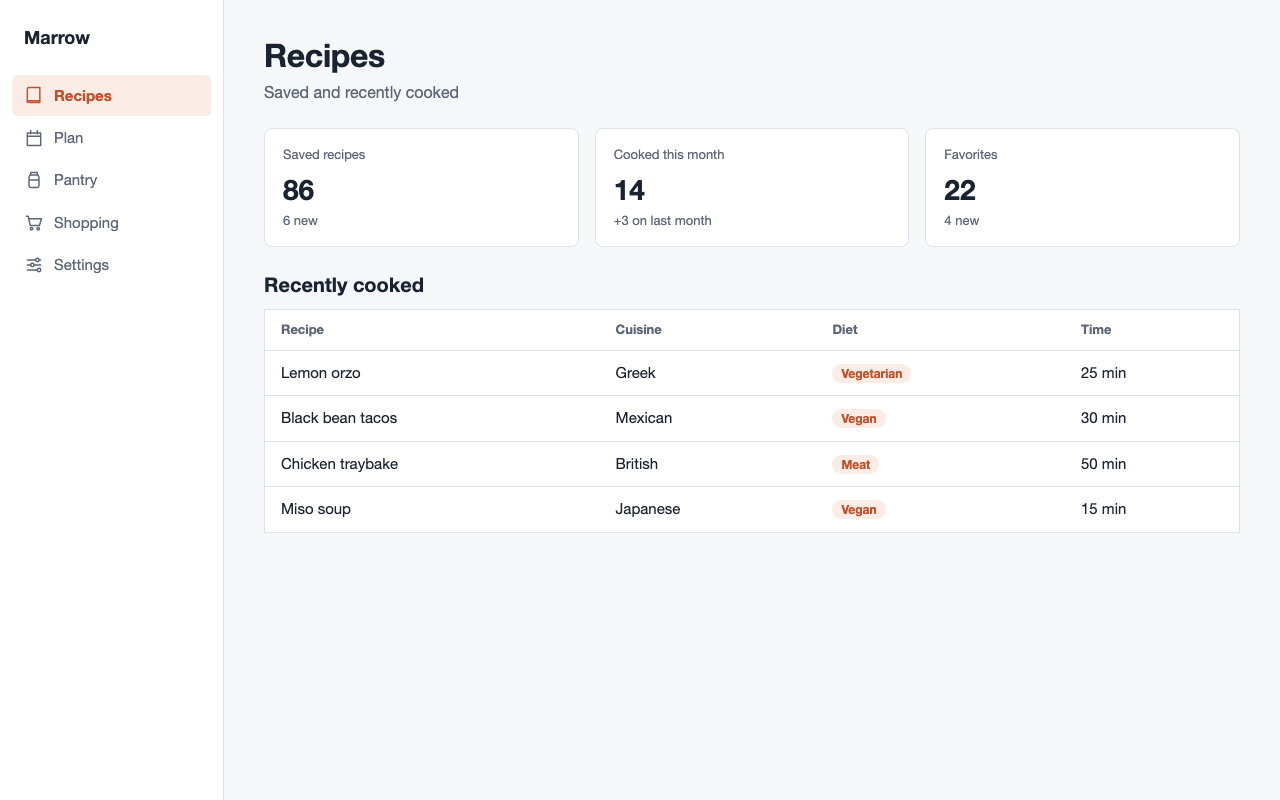 Marrow
Recipes
Plan
Pantry
Shopping
Settings
Recipes
Saved and recently cooked
Saved recipes
86
6 new
Cooked this month
14
+3 on last month
Favorites
22
4 new
Recently cooked
Recipe Cuisine Diet Time
Lemon orzo Greek Vegetarian 25 min
Black bean tacos Mexican Vegan 30 min
Chicken traybake British Meat 50 min
Miso soup Japanese Vegan 15 min